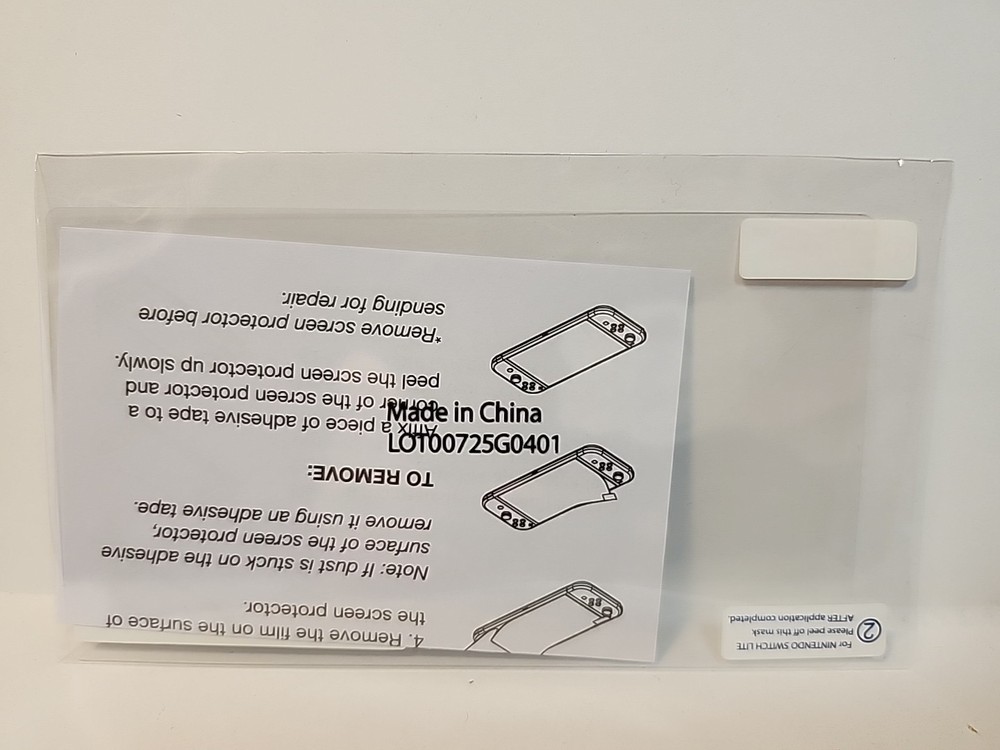 Made in China
LOT00725G0401
4. Remove the film on the surface of
the screen protector.
Note: If dust is stuck on the adhesive
surface of the screen protector,
remove it using an adhesive tape.
TO REMOVE:
Affix a piece of adhesive tape to a
corner of the screen protector and
peel the screen protector up slowly.
*Remove screen protector before
sending for repair.
For NINTENDO SWITCH LITE
2 Please peel off this mask
AFTER application completed.